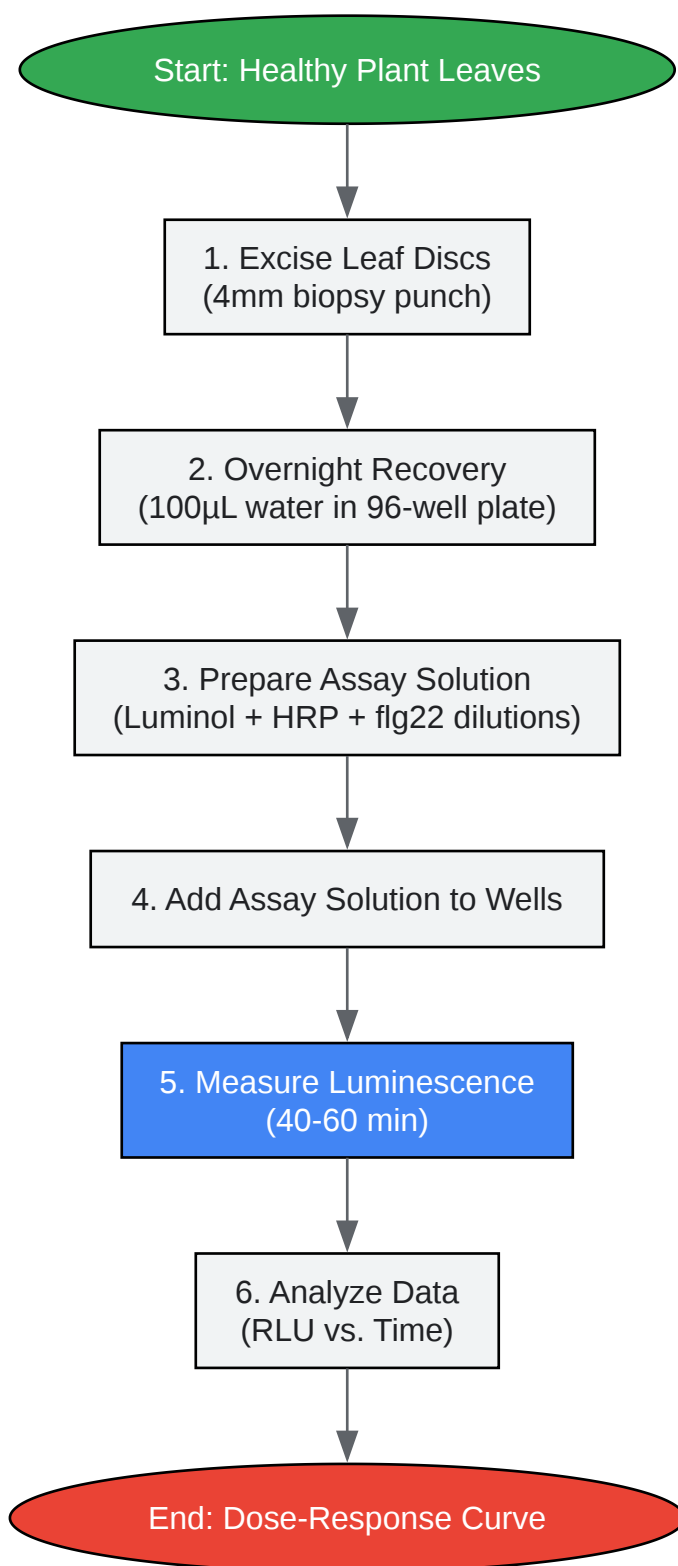 Start: Healthy Plant Leaves
1. Excise Leaf Discs
(4mm biopsy punch)
2. Overnight Recovery
(100µL water in 96-well plate)
3. Prepare Assay Solution
(Luminol + HRP + flg22 dilutions)
4. Add Assay Solution to Wells
5. Measure Luminescence
(40-60 min)
6. Analyze Data
(RLU vs. Time)
End: Dose-Response Curve